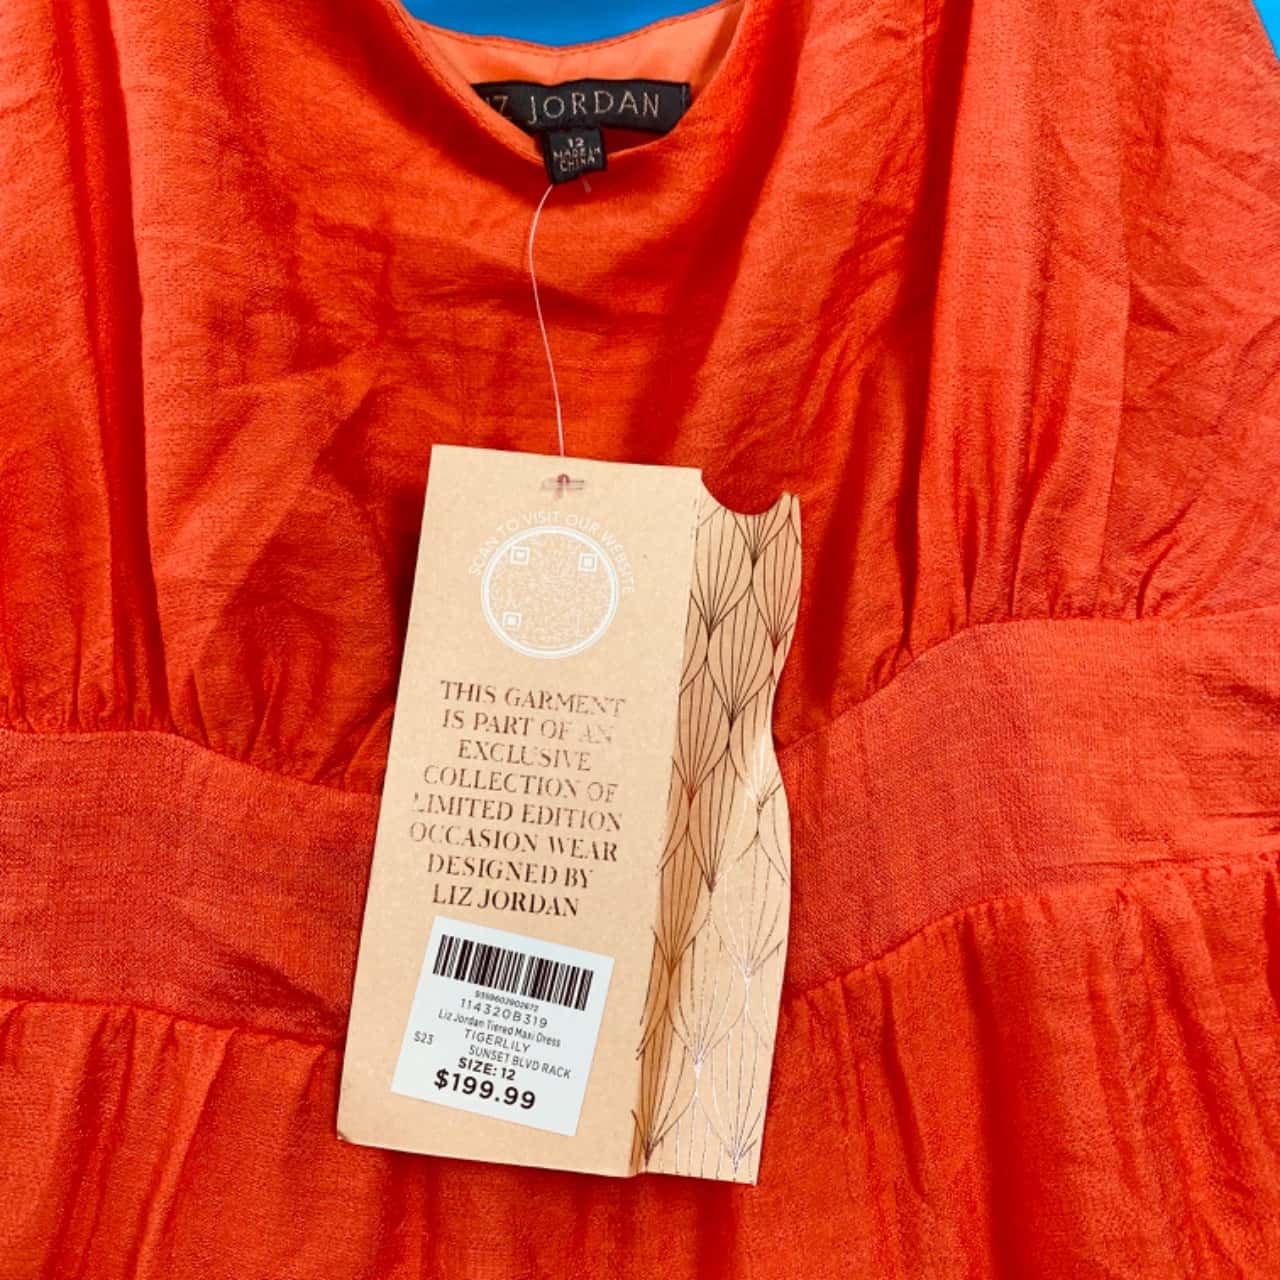 IZ JORDAN
12
MADE IN
CHINA
SCAN TO VISIT OUR WEBSITE
THIS GARMENT
IS PART OF AN
EXCLUSIVE
COLLECTION OF
LIMITED EDITION
OCCASION WEAR
DESIGNED BY
LIZ JORDAN
9359602902672
114320B319
Liz Jordan Tiered Maxi Dress
S23 TIGERLILY
SUNSET BLVD RACK
SIZE: 12
$199.99